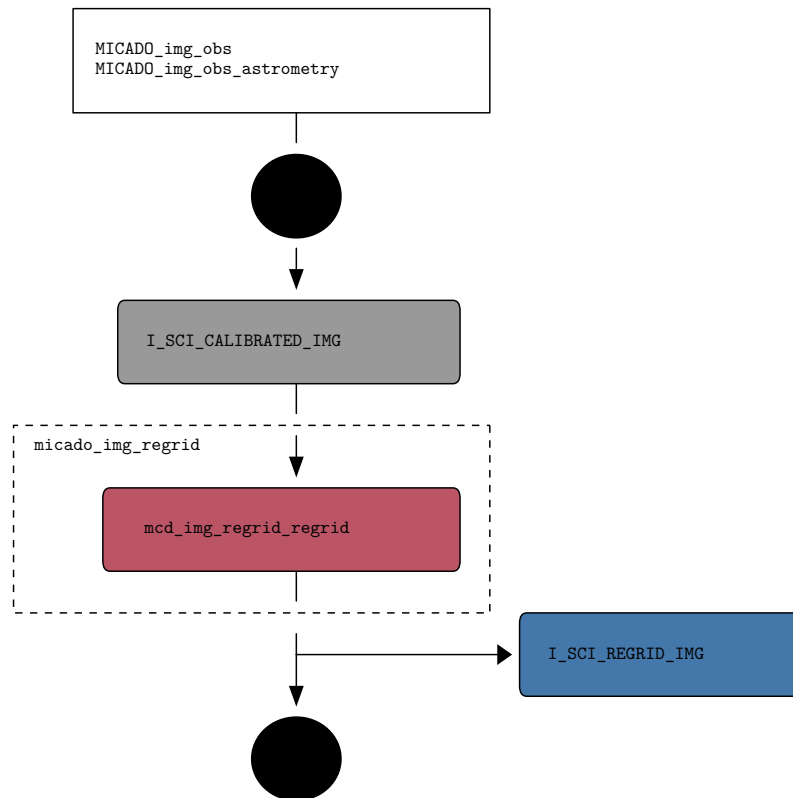 MICADO_img_obs
MICADO_img_obs_astrometry
I_SCI_CALIBRATED_IMG
micado_img_regrid
mcd_img_regrid_regrid
I_SCI_REGRID_IMG